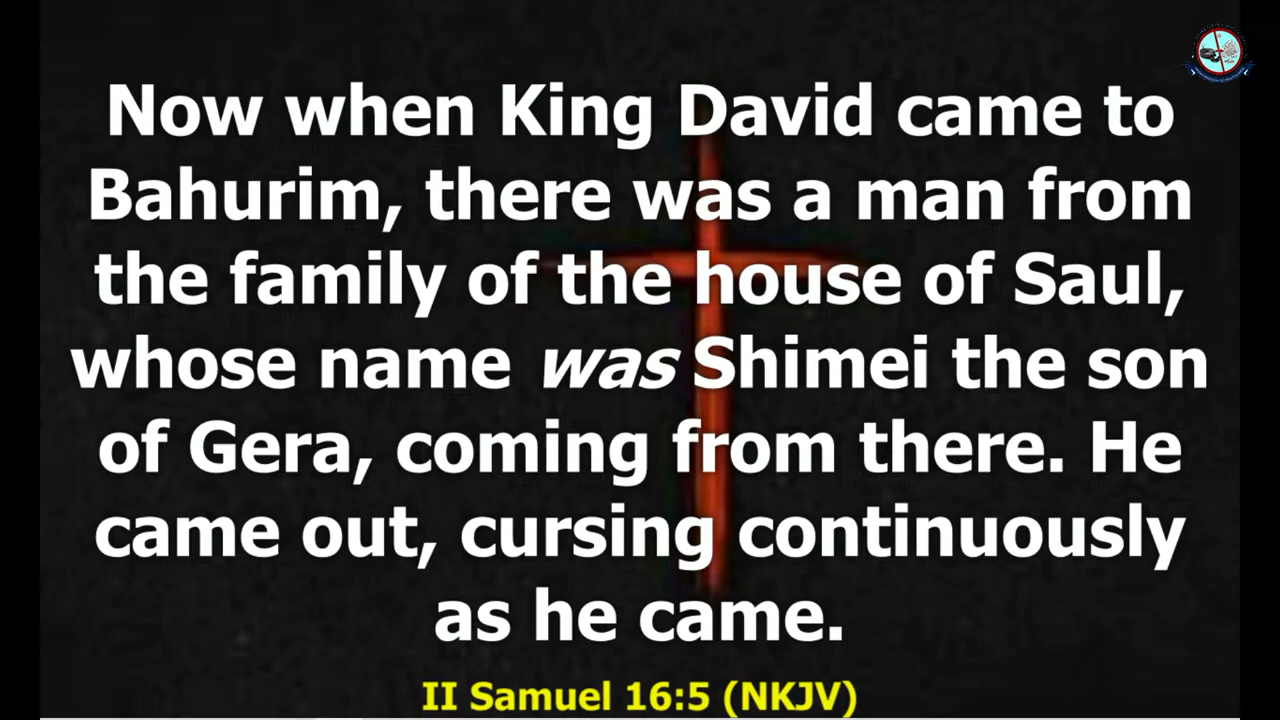 Now when King David came to
Bahurim, there was a man from
the family of the house of Saul,
whose name was Shimei the son
of Gera, coming from there. He
came out, cursing continuously
as he came.
II Samuel 16:5 (NKJV)